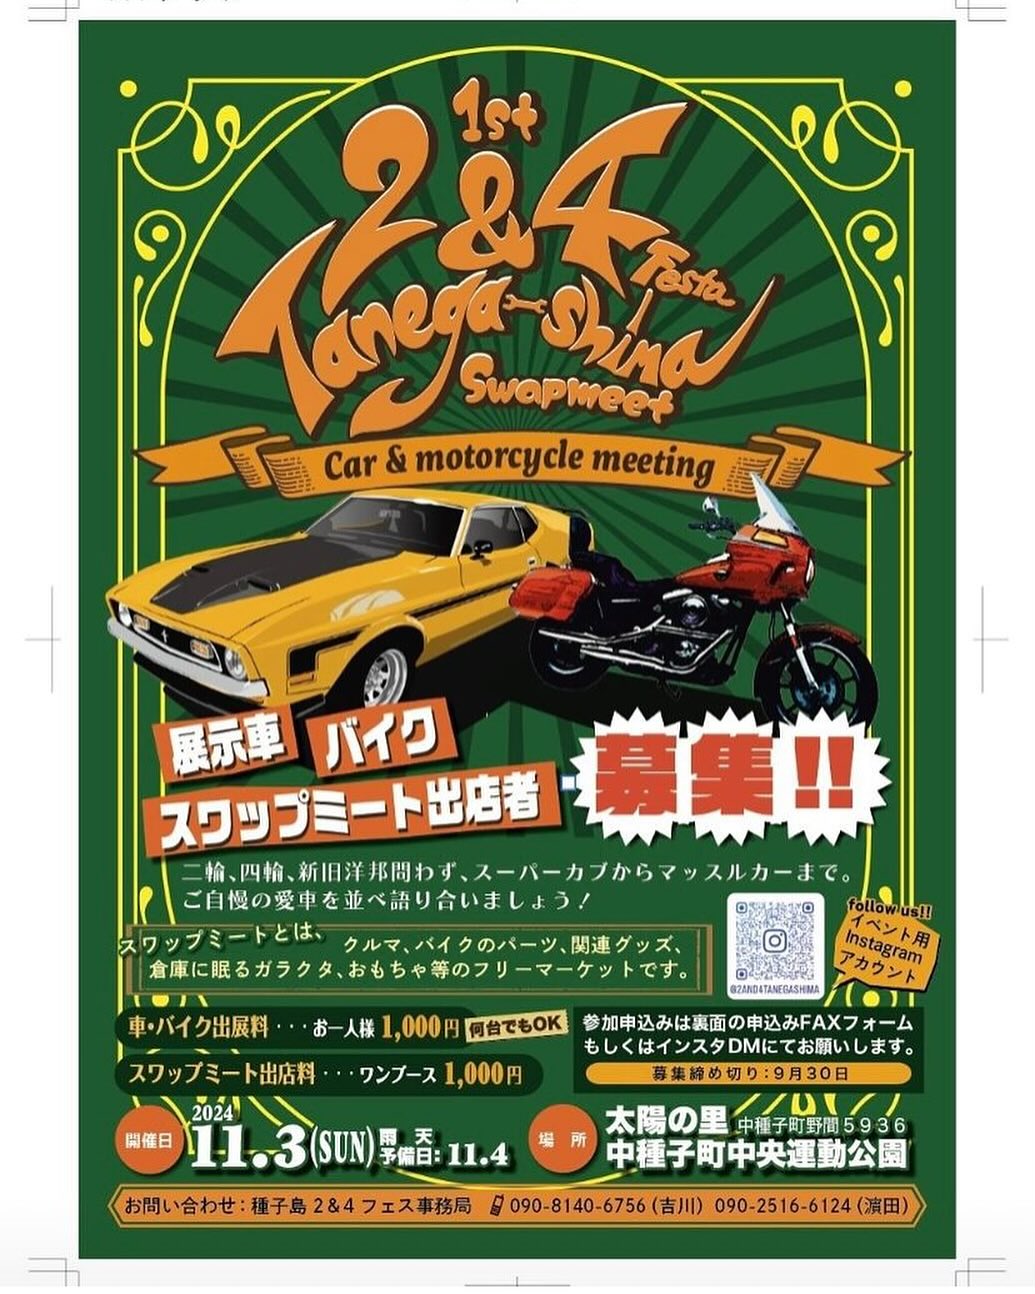 1st
2 & 4
Festa
Tanega-shima
Swapmeet
Car & motorcycle meeting
展示車 バイク
スワップミート出店者
募集!!
二輪、四輪、新旧洋邦問わず、スーパーカブからマッスルカーまで。
ご自慢の愛車を並べ語り合いましょう！
スワップミートとは、クルマ、バイクのパーツ、関連グッズ、
倉庫に眠るガラクタ、おもちゃ等のフリーマーケットです。
@2AND4TANEGASHIMA
follow us!!
イベント用
Instagram
アカウント
車・バイク出展料・・・お一人様 1,000円 何台でもOK
スワップミート出店料・・・ワンブース 1,000円
参加申込みは裏面の申込みFAXフォーム
もしくはインスタDMにてお願いします。
募集締め切り：9月30日
開催日
2024
11.3(SUN) 雨天予備日：11.4
場所
太陽の里 中種子町野間5936
中種子町中央運動公園
お問い合わせ：種子島2&4フェス事務局 090-8140-6756（吉川） 090-2516-6124（濵田）